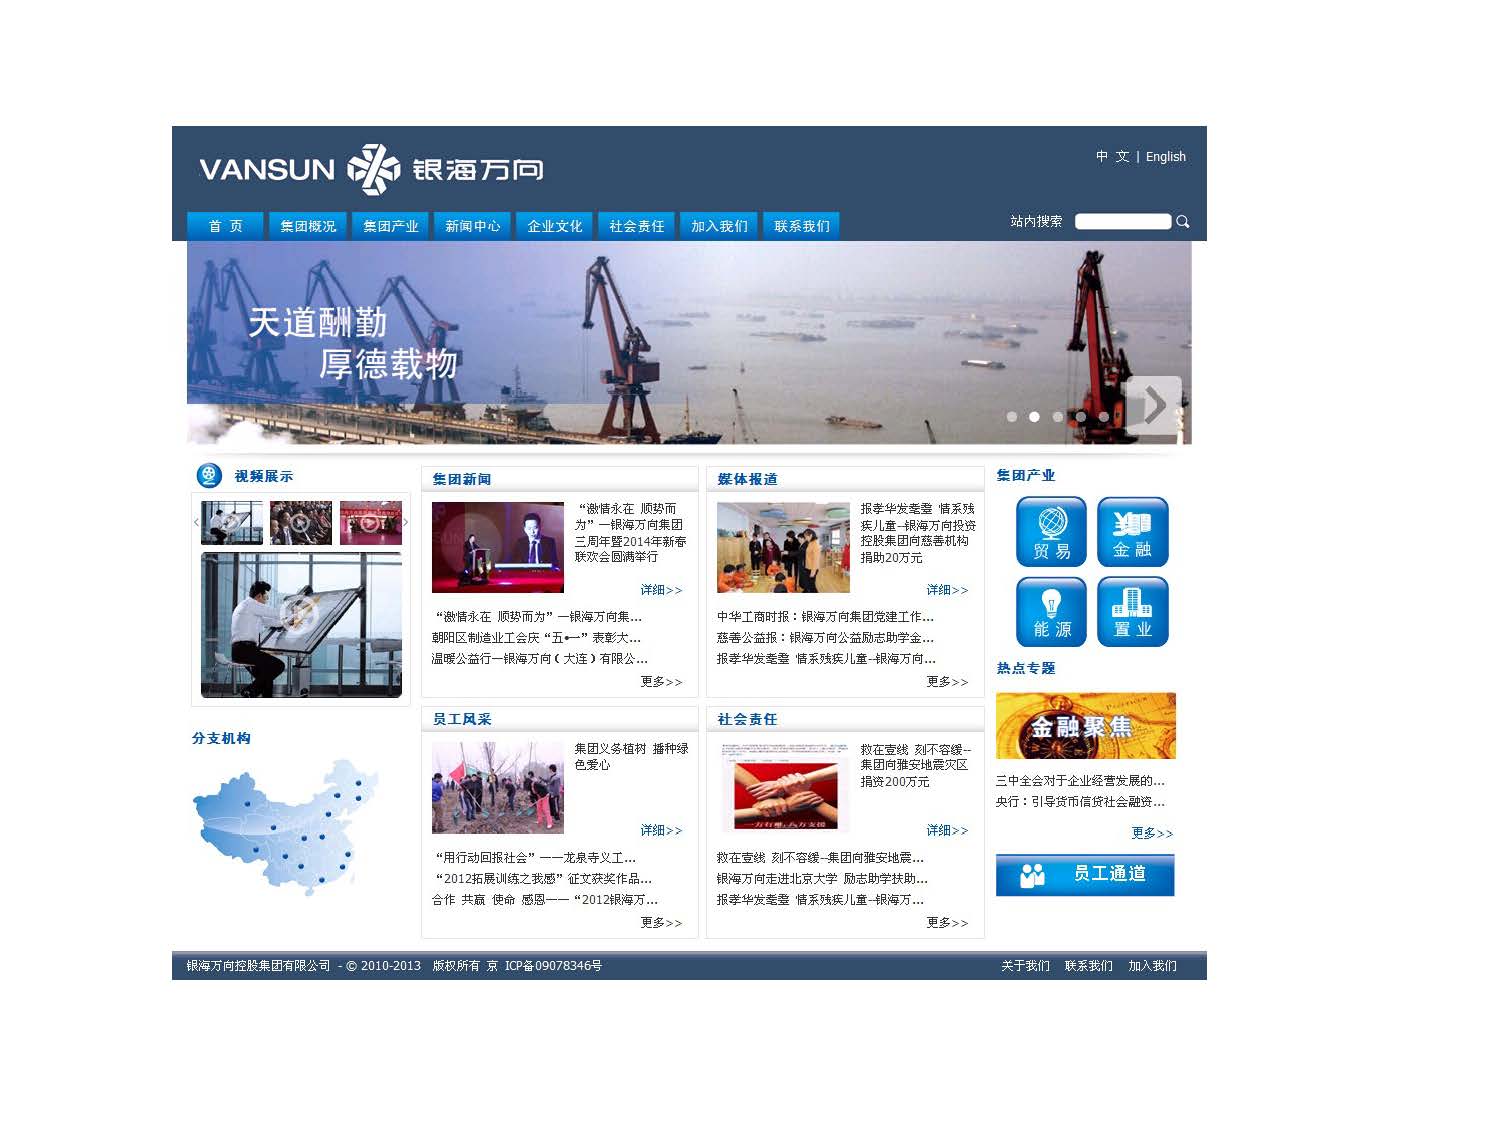 VANSUN 银海万向
中 文 | English
首 页 集团概况 集团产业 新闻中心 企业文化 社会责任 加入我们 联系我们
站内搜索
天道酬勤
厚德载物
视频展示
集团新闻
“激情永在 顺势而
为”一银海万向集团
三周年暨2014年新春
联欢会圆满举行
详细>>
“激情永在 顺势而为”一银海万向集...
朝阳区制造业工会庆“五•一”表彰大...
温暖公益行一银海万向（大连）有限公...
更多>>
媒体报道
报孝华发耄耋 情系残
疾儿童--银海万向投资
控股集团向慈善机构
捐助20万元
详细>>
中华工商时报：银海万向集团党建工作...
慈善公益报：银海万向公益励志助学金...
报孝华发耄耋 情系残疾儿童--银海万向...
更多>>
集团产业
贸易
金融
能源
置业
热点专题
金融聚焦
三中全会对于企业经营发展的...
央行：引导货币信贷社会融资...
更多>>
员工通道
分支机构
员工风采
集团义务植树 播种绿
色爱心
详细>>
“用行动回报社会”一一龙泉寺义工...
“2012拓展训练之我感”征文获奖作品...
合作 共赢 使命 感恩一一“2012银海万...
更多>>
社会责任
救在壹线 刻不容缓--
集团向雅安地震灾区
捐资200万元
一方有难,八方支援
详细>>
救在壹线 刻不容缓--集团向雅安地震...
银海万向走进北京大学 励志助学扶助...
报孝华发耄耋 情系残疾儿童--银海万...
更多>>
银海万向控股集团有限公司 - © 2010-2013 版权所有 京 ICP备09078346号
关于我们 联系我们 加入我们